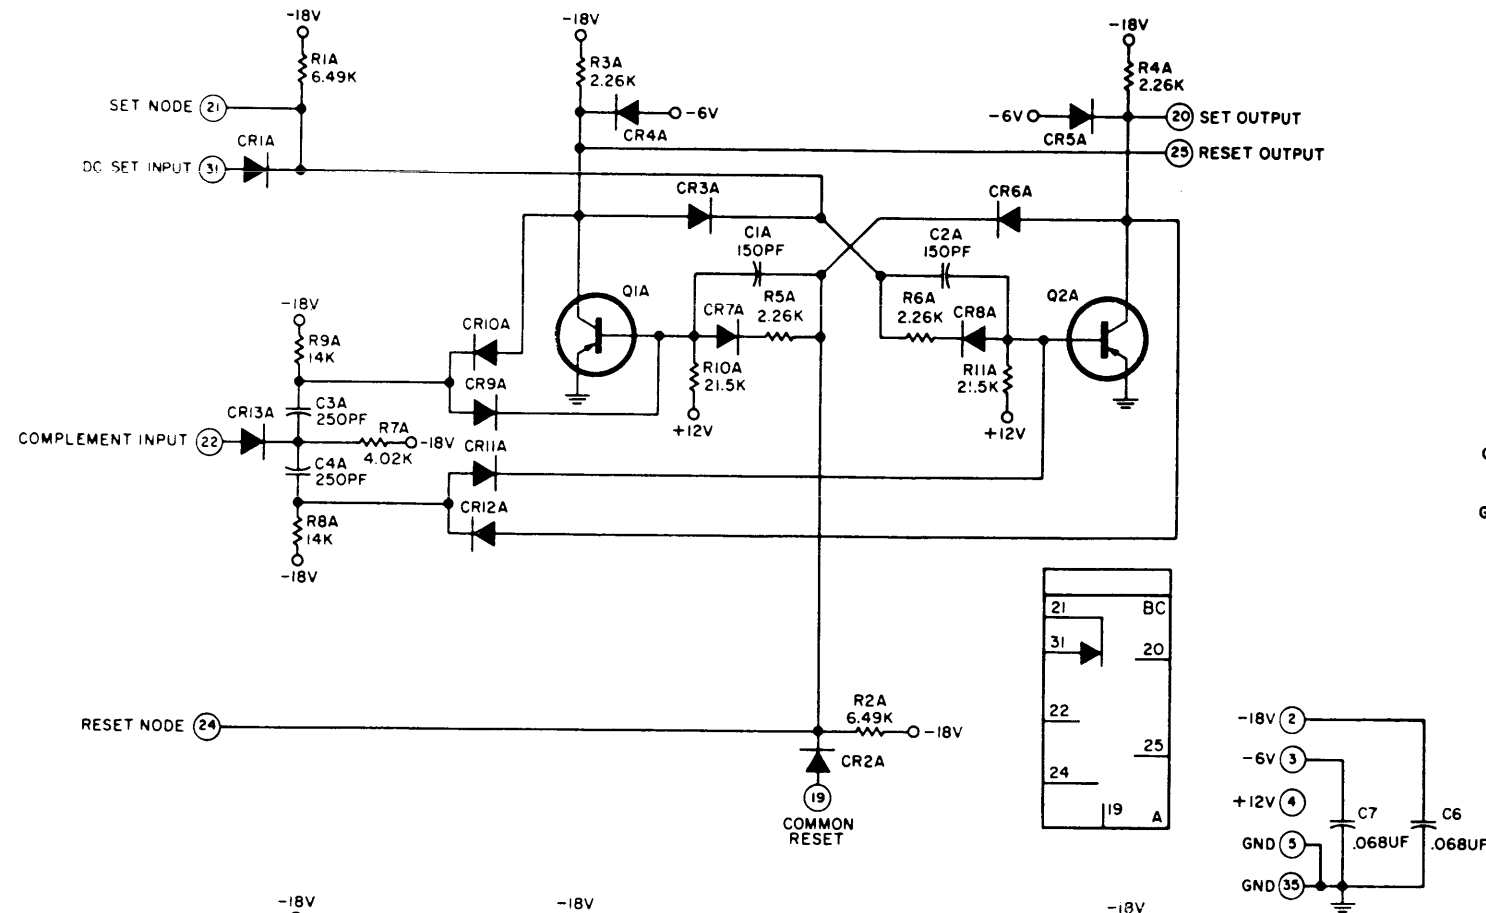 -18V
R1A
6.49K
SET NODE 21
CR1A
DC SET INPUT 31
-18V
R3A
2.26K
-6V
CR4A
-18V
R4A
2.26K
-6V
CR5A
20 SET OUTPUT
25 RESET OUTPUT
CR3A
CR6A
C1A
150PF
C2A
150PF
Q1A
CR7A
R5A
2.26K
R6A
2.26K
CR8A
Q2A
-18V
R9A
14K
CR10A
CR9A
R10A
21.5K
+12V
R11A
21.5K
+12V
C3A
250PF
CR13A
COMPLEMENT INPUT 22
R7A
-18V
4.02K
C4A
250PF
CR11A
CR12A
R8A
14K
-18V
RESET NODE 24
R2A
6.49K
-18V
CR2A
19
COMMON
RESET
21 BC
31 20
22
25
24
19 A
-18V 2
-6V 3
+12V 4
GND 5
GND 35
C7
.068UF
C6
.068UF
-18V
-18V
-18V